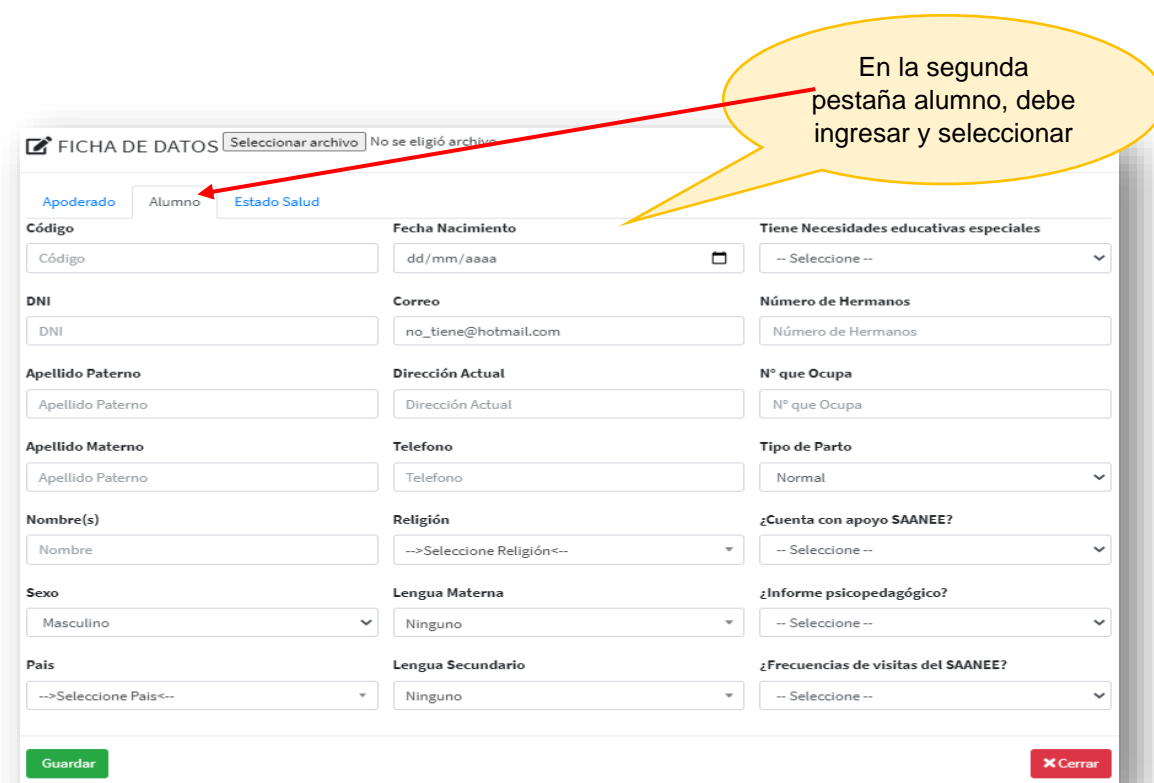 En la segunda
pestaña alumno, debe
ingresar y seleccionar
FICHA DE DATOS Seleccionar archivo No se eligió archivo
Apoderado Alumno Estado Salud
Código Fecha Nacimiento Tiene Necesidades educativas especiales
Código dd/mm/aaaa -- Seleccione --
DNI Correo Número de Hermanos
DNI no_tiene@hotmail.com Número de Hermanos
Apellido Paterno Dirección Actual N° que Ocupa
Apellido Paterno Dirección Actual N° que Ocupa
Apellido Materno Telefono Tipo de Parto
Apellido Paterno Telefono Normal
Nombre(s) Religión ¿Cuenta con apoyo SAANEE?
Nombre -->Seleccione Religión<-- -- Seleccione --
Sexo Lengua Materna ¿Informe psicopedagógico?
Masculino Ninguno -- Seleccione --
Pais Lengua Secundario ¿Frecuencias de visitas del SAANEE?
-->Seleccione Pais<-- Ninguno -- Seleccione --
Guardar Cerrar